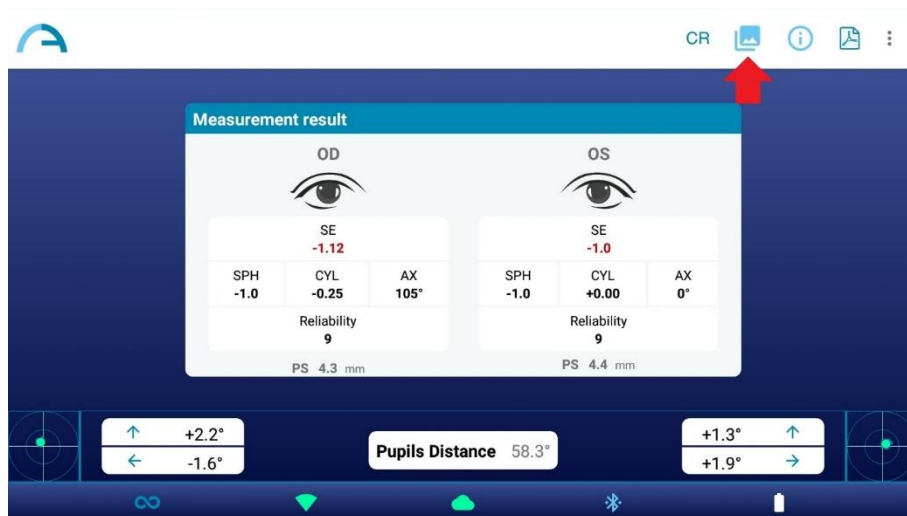 CR
Measurement result
OD
OS
SE
-1.12
SE
-1.0
SPH
-1.0
CYL
-0.25
AX
105°
SPH
-1.0
CYL
+0.00
AX
0°
Reliability
9
Reliability
9
PS 4.3 mm
PS 4.4 mm
+2.2°
-1.6°
Pupils Distance 58.3°
+1.3°
+1.9°